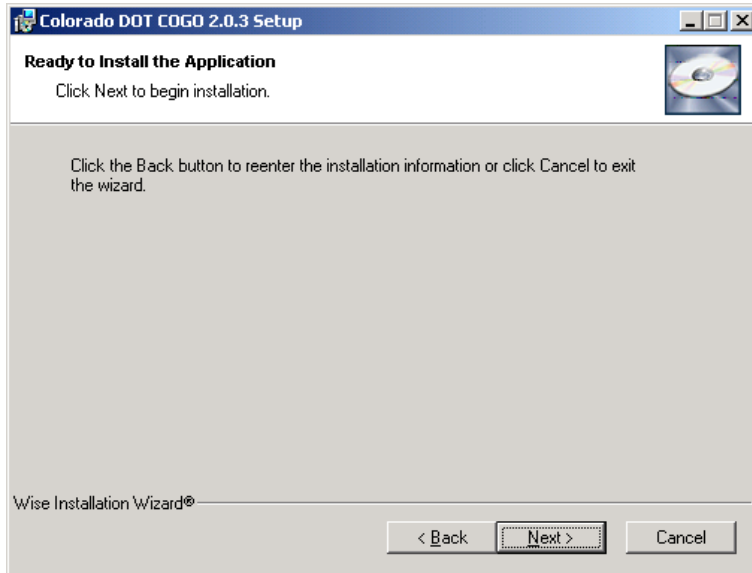 Colorado DOT COGO 2.0.3 Setup
Ready to Install the Application
Click Next to begin installation.
Click the Back button to reenter the installation information or click Cancel to exit
the wizard.
Wise Installation Wizard®
< Back Next > Cancel